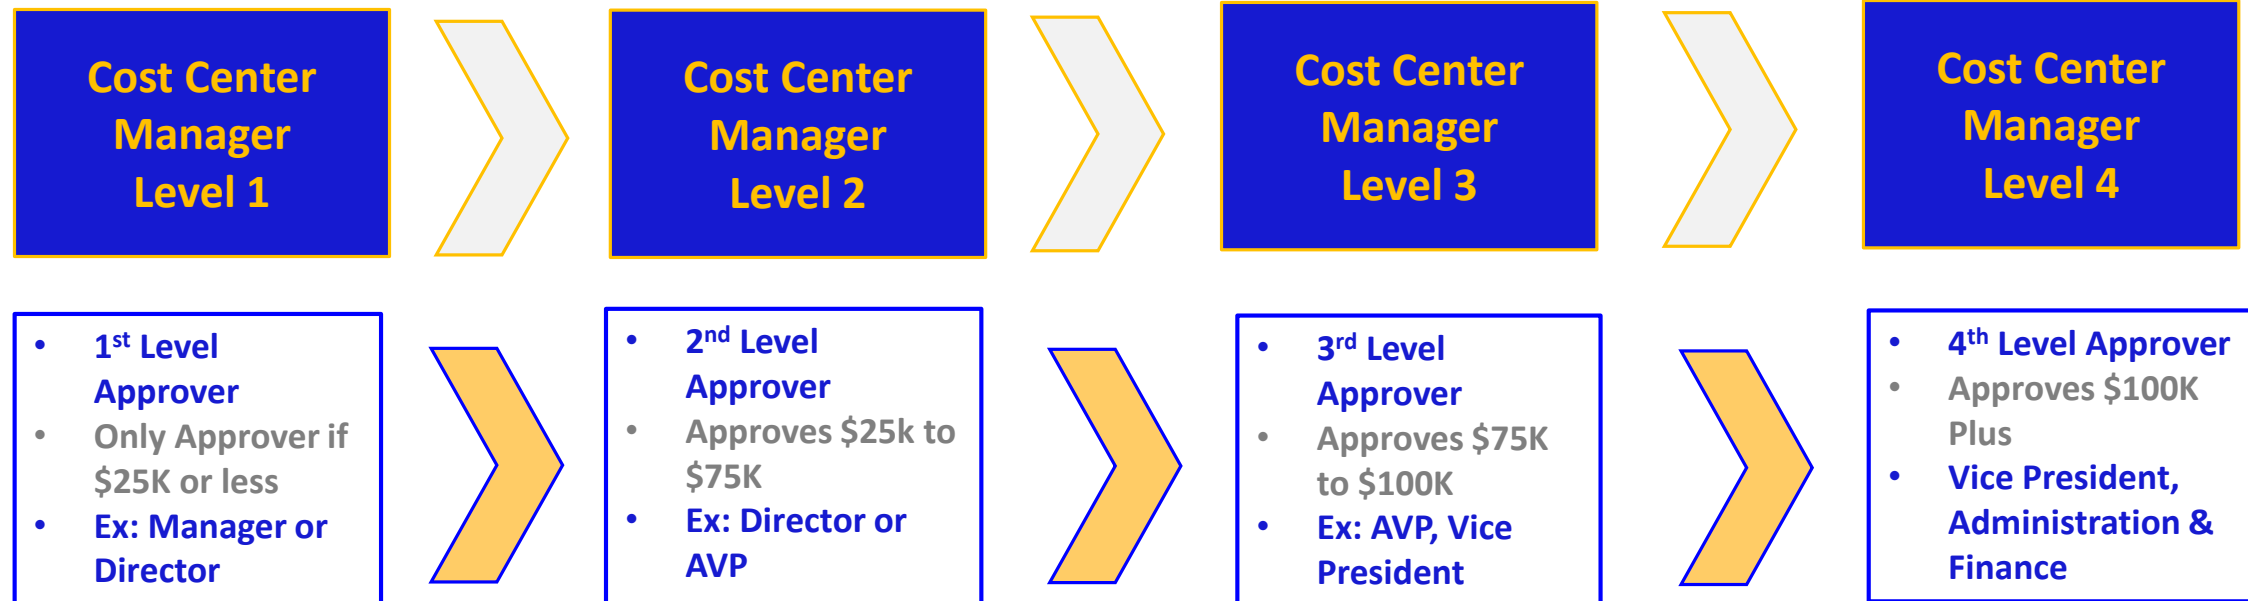 Cost Center
Manager
Level 1
Cost Center
Manager
Level 2
Cost Center
Manager
Level 3
Cost Center
Manager
Level 4
• 1st Level
Approver
• Only Approver if
$25K or less
• Ex: Manager or
Director
• 2nd Level
Approver
• Approves $25k to
$75K
• Ex: Director or
AVP
• 3rd Level
Approver
• Approves $75K
to $100K
• Ex: AVP, Vice
President
• 4th Level Approver
• Approves $100K
Plus
• Vice President,
Administration &
Finance